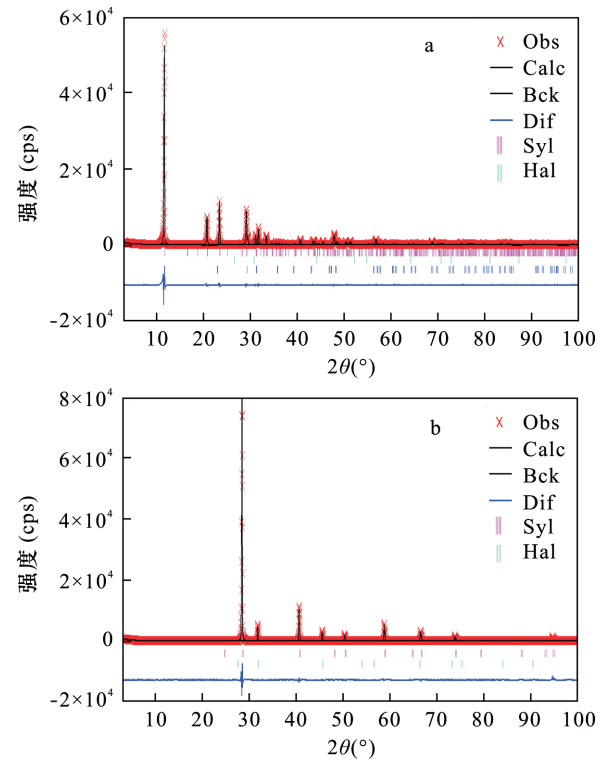 a
Obs
Calc
Bck
Dif
Syl
Hal
6×10⁴
4×10⁴
2×10⁴
0
-2×10⁴
强度 (cps)
10 20 30 40 50 60 70 80 90 100
2θ(°)
b
Obs
Calc
Bck
Dif
Syl
Hal
8×10⁴
6×10⁴
4×10⁴
2×10⁴
0
-2×10⁴
强度 (cps)
10 20 30 40 50 60 70 80 90 100
2θ(°)